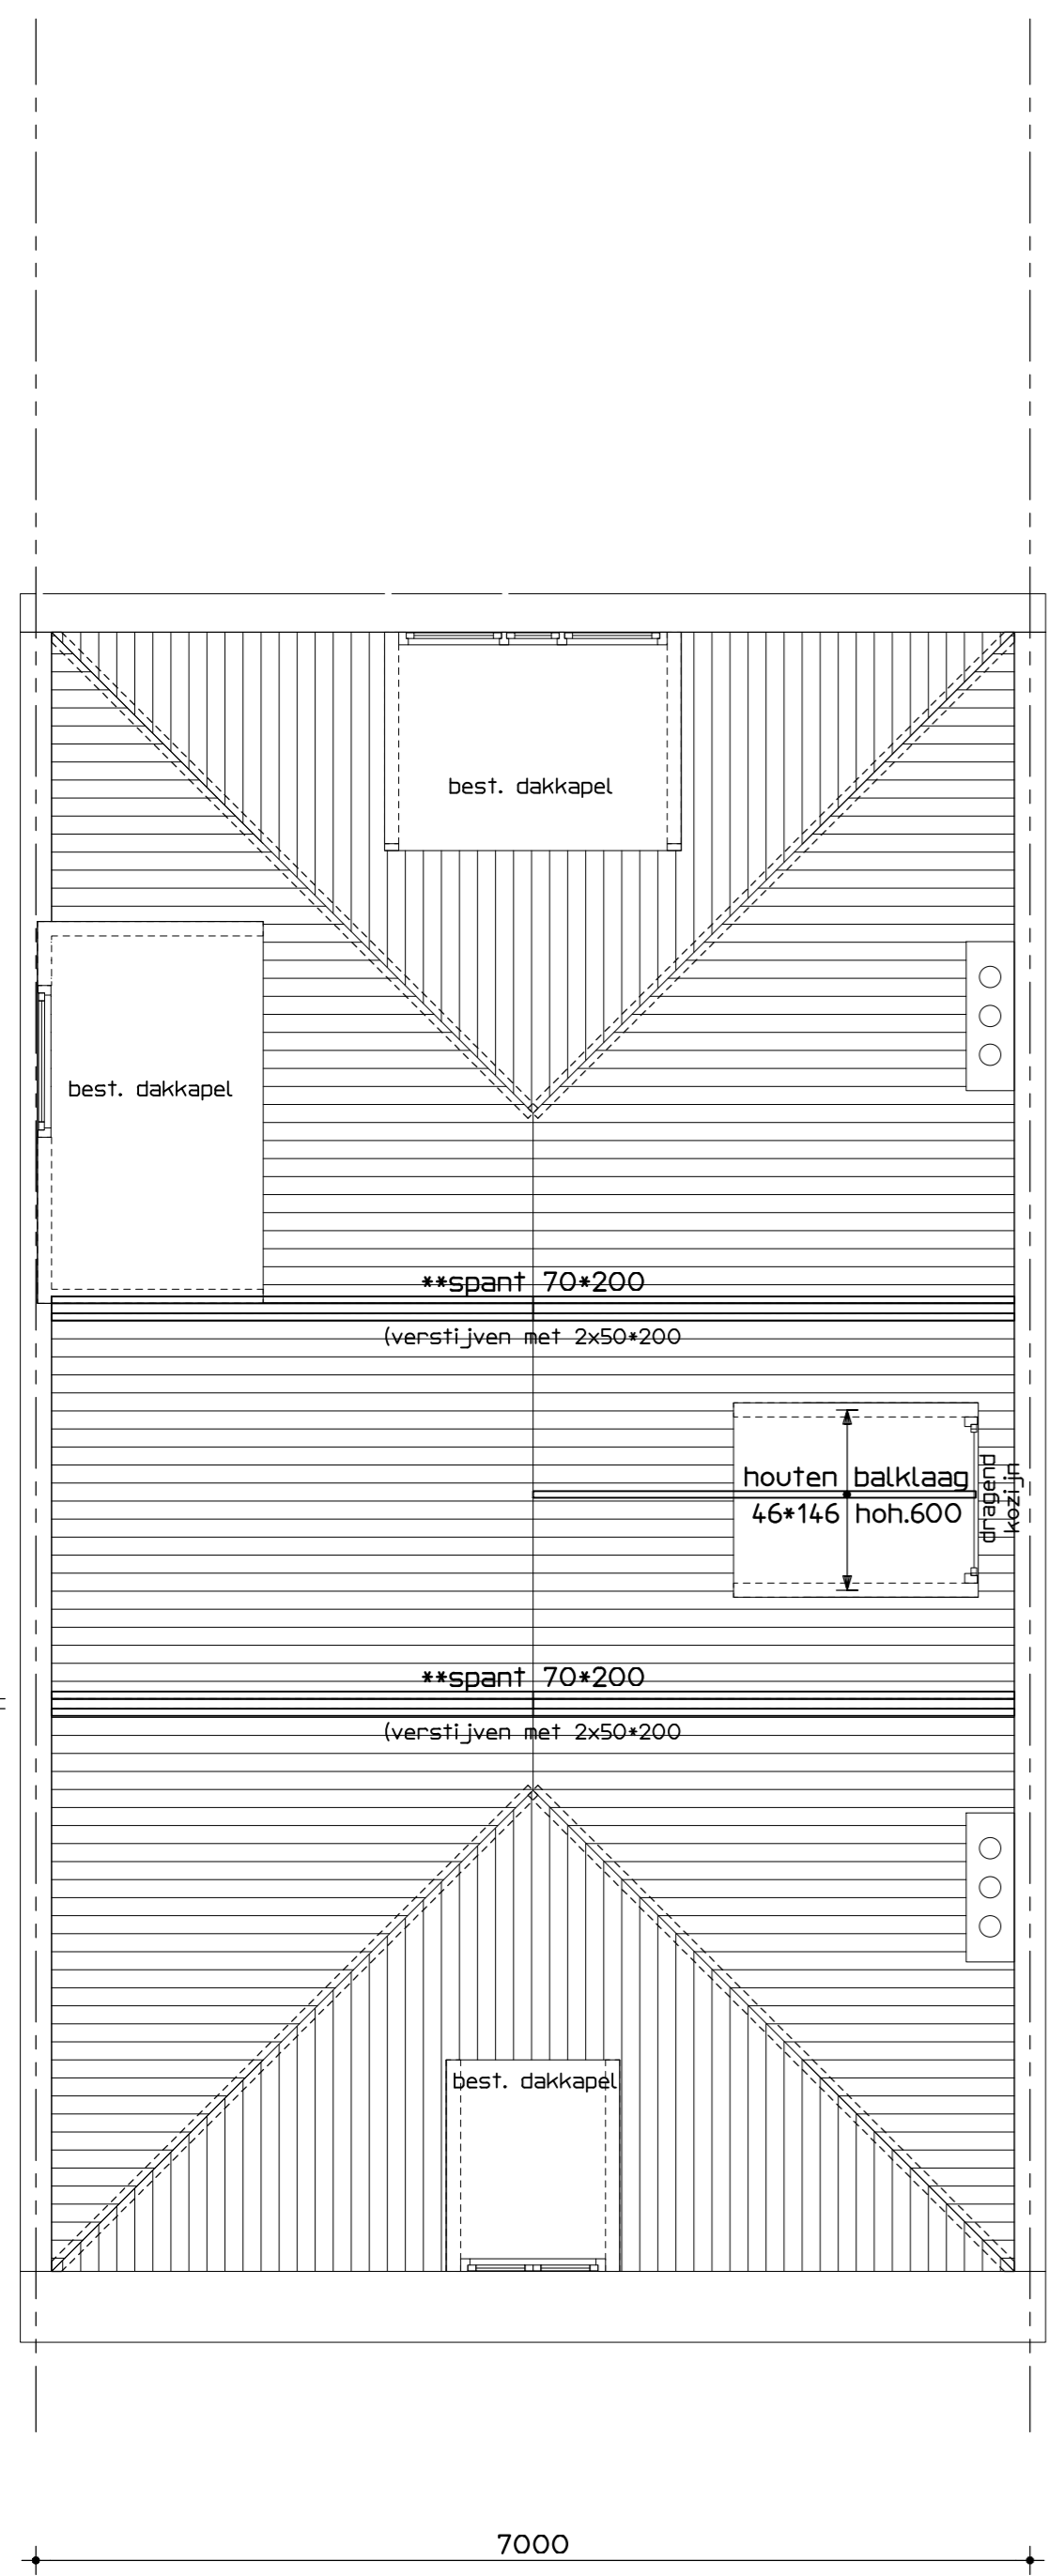 best. dakkapel
best. dakkapel
**spant 70*200
(verstijven met 2x50*200
houten balklaag
46*146 hoh.600
dragend
kozijn
**spant 70*200
(verstijven met 2x50*200
best. dakkapel
7000